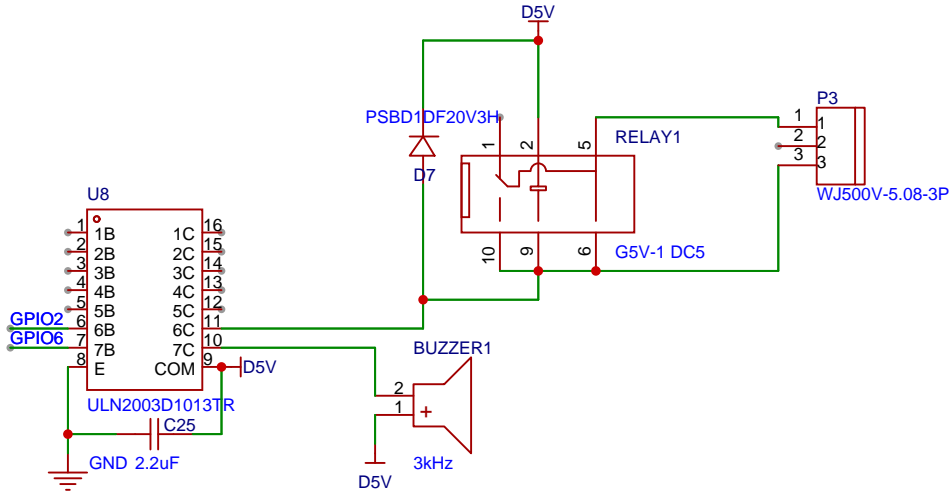 D5V
PSBD1DF20V3H
D7
1
2
5
RELAY1
10
9
6
G5V-1 DC5
P3
1 1
2 2
3 3
WJ500V-5.08-3P
U8
1 1B 1C 16
2 2B 2C 15
3 3B 3C 14
4 4B 4C 13
5 5B 5C 12
GPIO2 6 6B 6C 11
GPIO6 7 7B 7C 10
8 E COM 9 D5V
ULN2003D1013TR
C25
GND 2.2uF
BUZZER1
2
1 +
3kHz
D5V